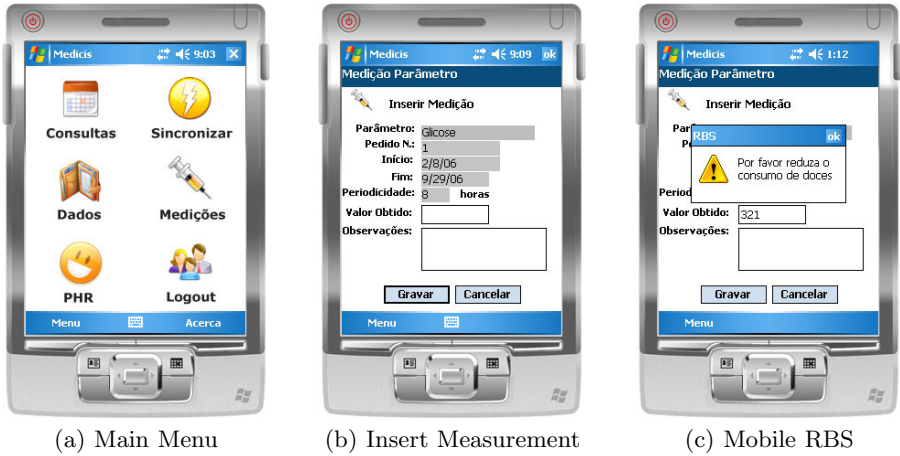 Medicis 9:03
Consultas Sincronizar
Dados Medições
PHR Logout
Menu Acerca
(a) Main Menu
Medicis 9:09 ok
Medição Parâmetro
Inserir Medição
Parâmetro: Glicose
Pedido N.: 1
Início: 2/8/06
Fim: 9/29/06
Periodicidade: 8 horas
Valor Obtido:
Observações:
Gravar Cancelar
Menu
(b) Insert Measurement
Medicis 1:12
Medição Parâmetro
Inserir Medição
Par
RBS ok
P
Por favor reduza o
consumo de doces
Period
Valor Obtido: 321
Observações:
Gravar Cancelar
Menu
(c) Mobile RBS